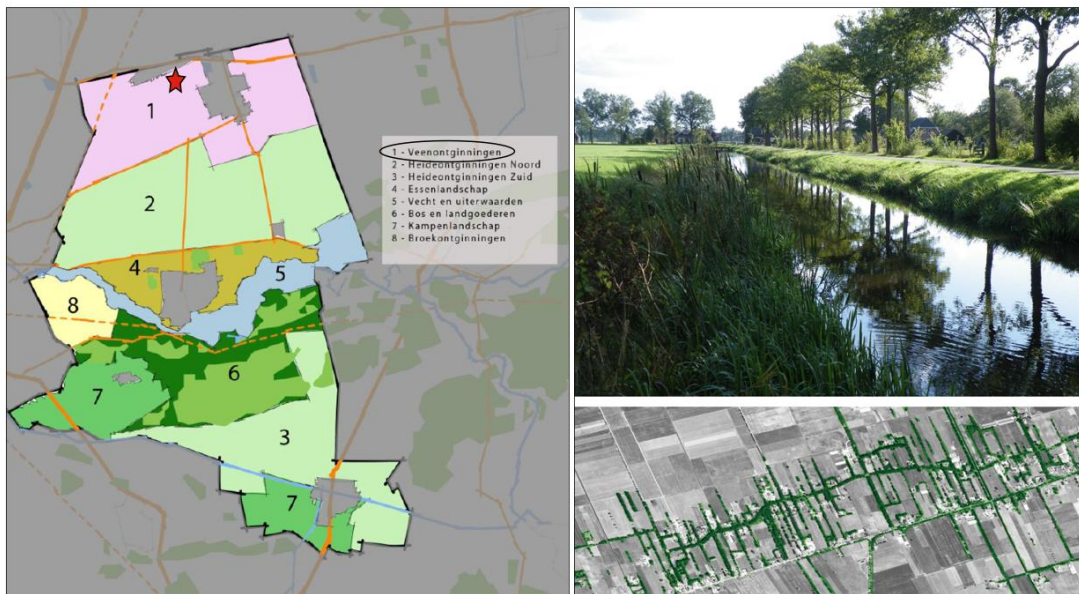 1
2
4
5
8
6
7
3
7
1 - Veenontginningen
2 - Heideontginningen Noord
3 - Heideontginningen Zuid
4 - Essenlandschap
5 - Vecht en uiterwaarden
6 - Bos en landgoederen
7 - Kampenlandschap
8 - Broekontginningen